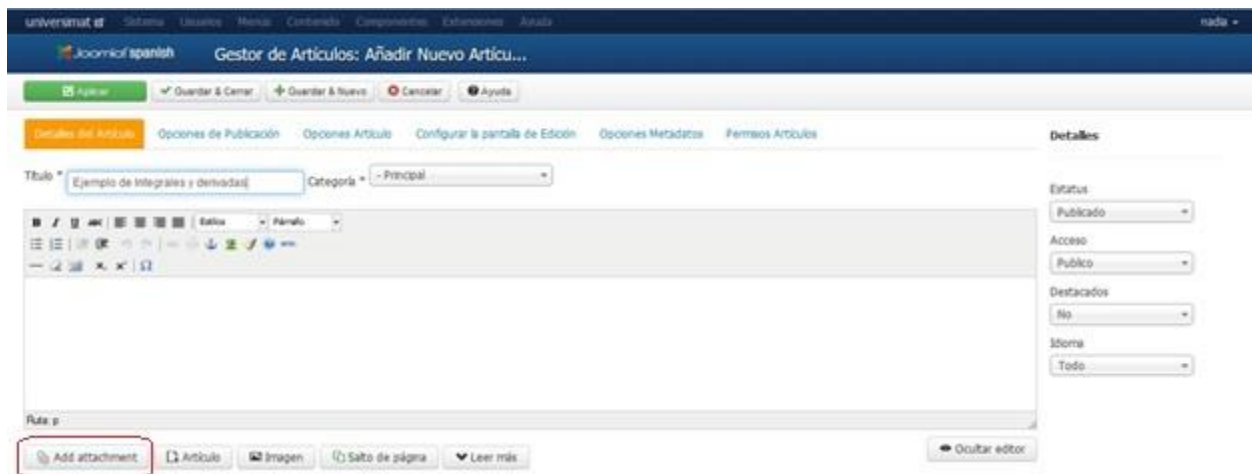 universimat Sistema Usuarios Menús Contenido Componentes Extensiones Ayuda nadia
Joomla! spanish Gestor de Artículos: Añadir Nuevo Artícu...
Aplicar Guardar & Cerrar Guardar & Nuevo Cancelar Ayuda
Detalles del Artículo Opciones de Publicación Opciones Artículo Configurar la pantalla de Edición Opciones Metadatos Permisos Artículos Detalles
Título * Ejemplo de Integrales y derivadas Categoría * - Principal
Estatus
B I U ABC Estilos Párrafo
Publicado
Acceso
Publico
Destacados
No
Idioma
Todo
Ruta: p
Add attachment Artículo Imagen Salto de página Leer más Ocultar editor